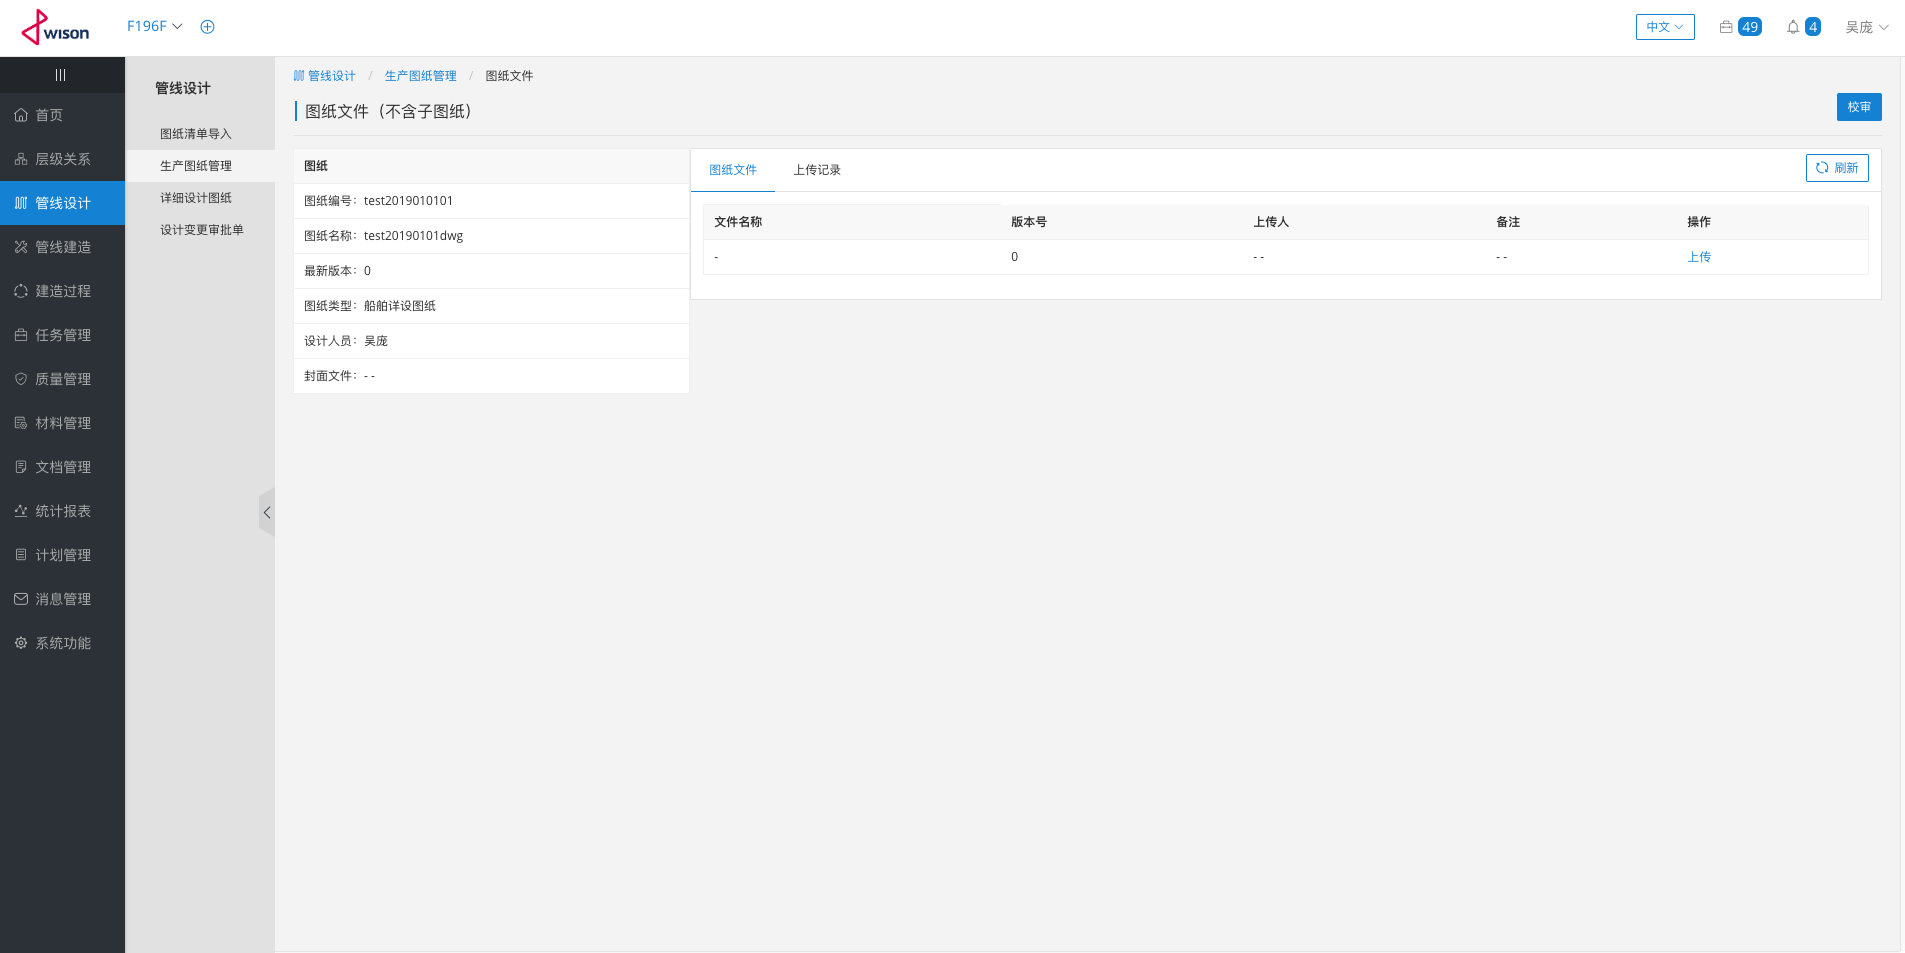 wison
F196F
中文
49
4
吴庞
首页
层级关系
管线设计
管线建造
建造过程
任务管理
质量管理
材料管理
文档管理
统计报表
计划管理
消息管理
系统功能
管线设计
图纸清单导入
生产图纸管理
详细设计图纸
设计变更审批单
管线设计 / 生产图纸管理 / 图纸文件
图纸文件（不含子图纸）
校审
图纸
图纸编号：test2019010101
图纸名称：test20190101dwg
最新版本：0
图纸类型：船舶详设图纸
设计人员：吴庞
封面文件：- -
图纸文件 上传记录
刷新
文件名称 版本号 上传人 备注 操作
- 0 - - - - 上传